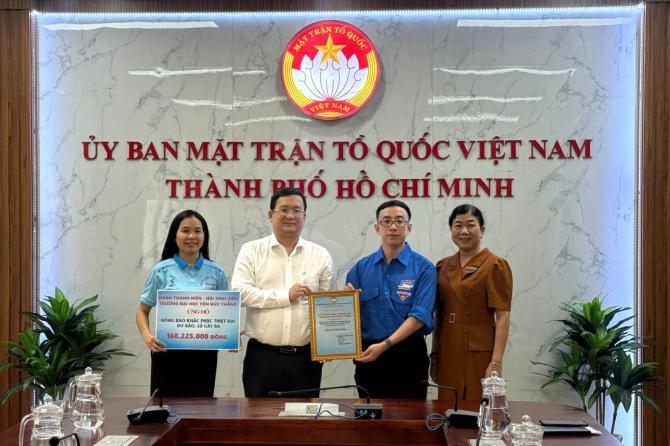 MẶT TRẬN TỔ QUỐC
VIỆT NAM
ỦY BAN MẶT TRẬN TỔ QUỐC VIỆT NAM
THÀNH PHỐ HỒ CHÍ MINH
ĐOÀN THANH NIÊN - HỘI SINH VIÊN
TRƯỜNG ĐẠI HỌC TÔN ĐỨC THẮNG
ỦNG HỘ
ĐỒNG BÀO KHẮC PHỤC THIỆT HẠI
DO BÃO, LŨ GÂY RA
168.225.000 ĐỒNG